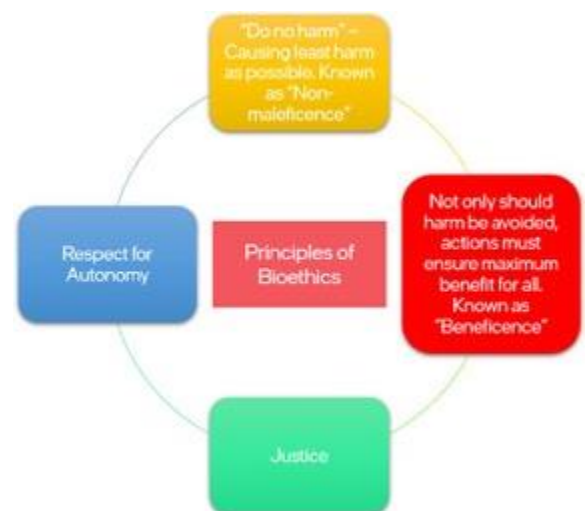 "Do no harm" –
Causing least harm
as possible. Known
as "Non-
maleficence"
Not only should
harm be avoided,
actions must
ensure maximum
benefit for all.
Known as
"Beneficence"
Respect for
Autonomy
Principles of
Bioethics
Justice